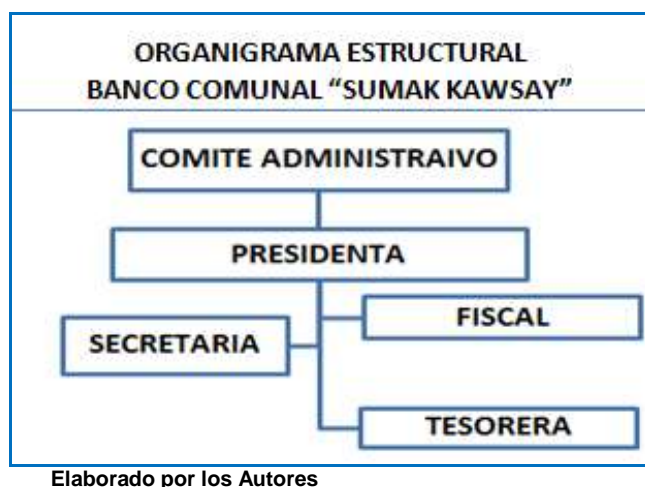 ORGANIGRAMA ESTRUCTURAL
BANCO COMUNAL “SUMAK KAWSAY”
COMITE ADMINISTRAIVO
PRESIDENTA
FISCAL
SECRETARIA
TESORERA
Elaborado por los Autores